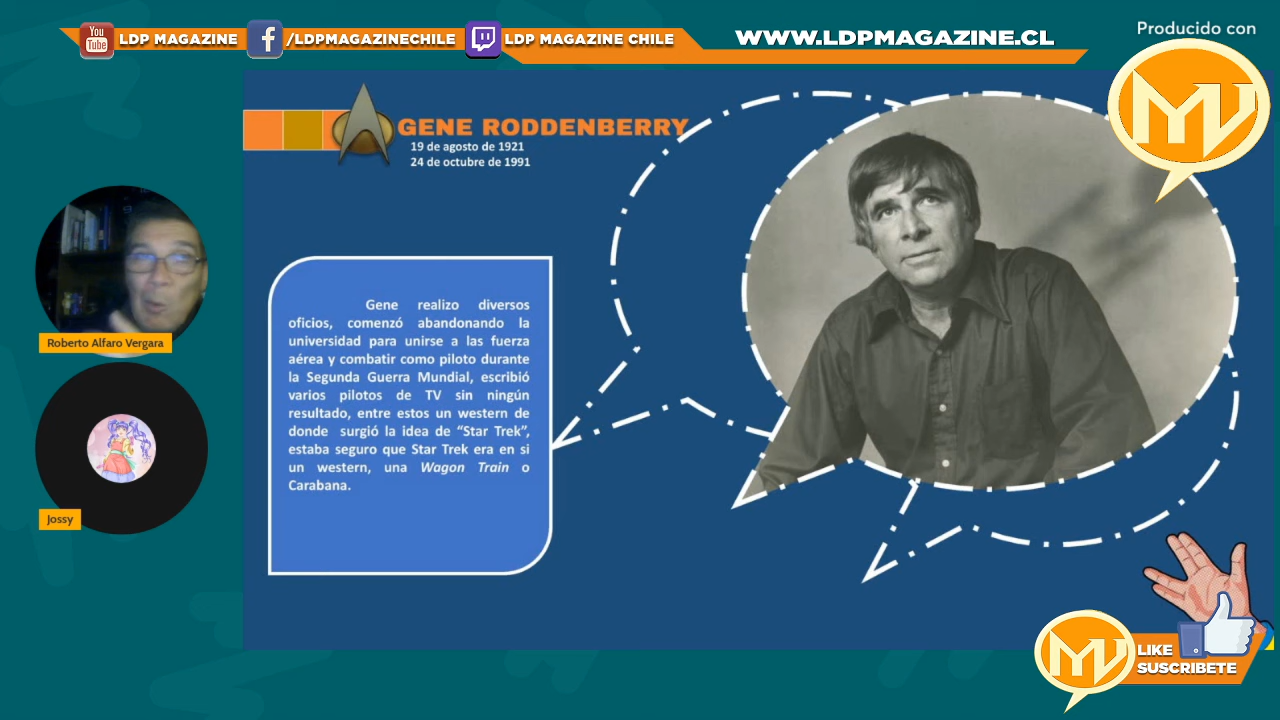 You
Tube
LDP MAGAZINE
/LDPMAGAZINECHILE
LDP MAGAZINE CHILE
WWW.LDPMAGAZINE.CL
Producido con
MV
GENE RODDENBERRY
19 de agosto de 1921
24 de octubre de 1991
Gene realizo diversos
oficios, comenzó abandonando la
universidad para unirse a las fuerza
aérea y combatir como piloto durante
la Segunda Guerra Mundial, escribió
varios pilotos de TV sin ningún
resultado, entre estos un western de
donde surgió la idea de “Star Trek”,
estaba seguro que Star Trek era en si
un western, una Wagon Train o
Carabana.
Roberto Alfaro Vergara
Jossy
MV
LIKE
SUSCRIBETE